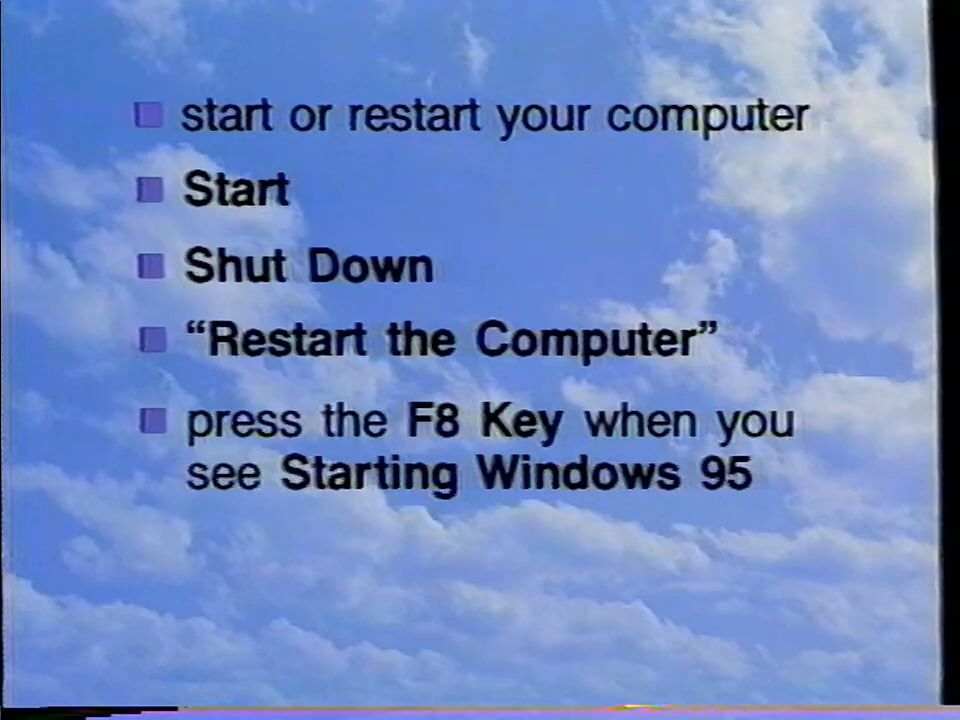 start or restart your computer
Start
Shut Down
“Restart the Computer”
press the F8 Key when you
see Starting Windows 95